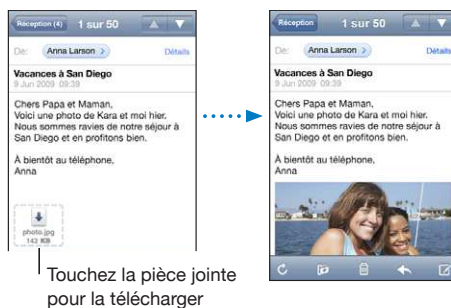 Réception (4) 1 sur 50
De: Anna Larson Détails
Vacances à San Diego
9 Jun 2009 09:39
Chers Papa et Maman,
Voici une photo de Kara et moi hier.
Nous sommes ravies de notre séjour à
San Diego et en profitons bien.
À bientôt au téléphone,
Anna
photo.jpg
142 KB
Touchez la pièce jointe
pour la télécharger
Réception 1 sur 50
De: Anna Larson Détails
Vacances à San Diego
9 Jun 2009 09:39
Chers Papa et Maman,
Voici une photo de Kara et moi hier.
Nous sommes ravies de notre séjour à
San Diego et en profitons bien.
À bientôt au téléphone,
Anna